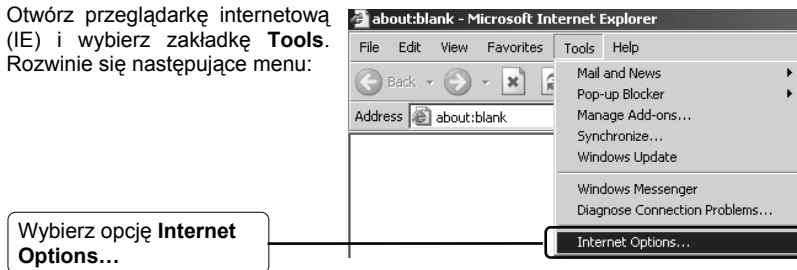 Otwórz przeglądarkę internetową
(IE) i wybierz zakładkę Tools.
Rozwinie się następujące menu:
about:blank - Microsoft Internet Explorer
File Edit View Favorites Tools Help
Back
Address about:blank
Mail and News
Pop-up Blocker
Manage Add-ons...
Synchronize...
Windows Update
Windows Messenger
Diagnose Connection Problems...
Internet Options...
Wybierz opcję Internet
Options…